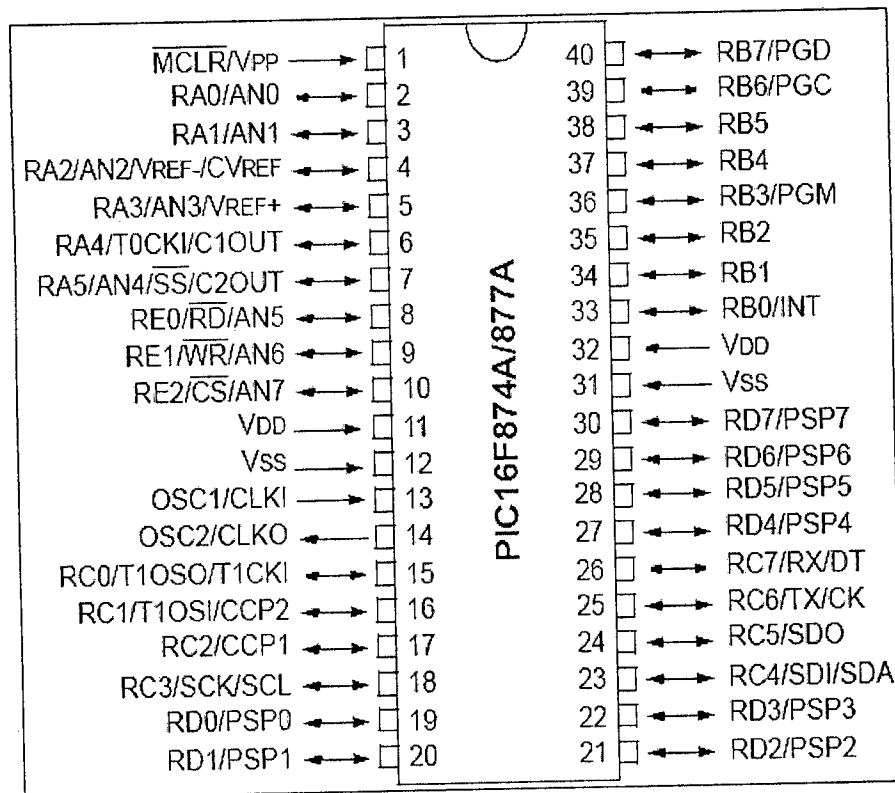 MCLR/VPP 1
RA0/AN0 2
RA1/AN1 3
RA2/AN2/VREF-/CVREF 4
RA3/AN3/VREF+ 5
RA4/T0CKI/C1OUT 6
RA5/AN4/SS/C2OUT 7
RE0/RD/AN5 8
RE1/WR/AN6 9
RE2/CS/AN7 10
VDD 11
VSS 12
OSC1/CLKI 13
OSC2/CLKO 14
RC0/T1OSO/T1CKI 15
RC1/T1OSI/CCP2 16
RC2/CCP1 17
RC3/SCK/SCL 18
RD0/PSP0 19
RD1/PSP1 20
PIC16F874A/877A
40 RB7/PGD
39 RB6/PGC
38 RB5
37 RB4
36 RB3/PGM
35 RB2
34 RB1
33 RB0/INT
32 VDD
31 VSS
30 RD7/PSP7
29 RD6/PSP6
28 RD5/PSP5
27 RD4/PSP4
26 RC7/RX/DT
25 RC6/TX/CK
24 RC5/SDO
23 RC4/SDI/SDA
22 RD3/PSP3
21 RD2/PSP2